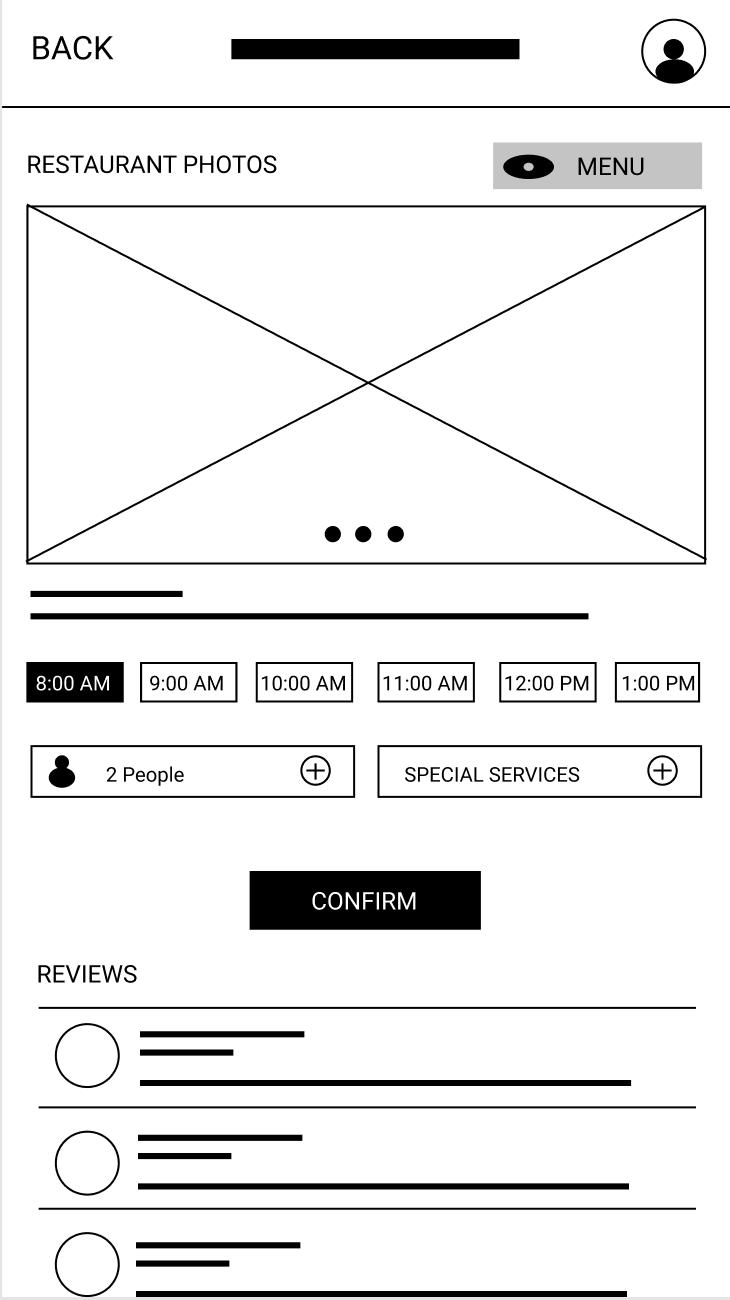 BACK
RESTAURANT PHOTOS
MENU
8:00 AM
9:00 AM
10:00 AM
11:00 AM
12:00 PM
1:00 PM
2 People
SPECIAL SERVICES
CONFIRM
REVIEWS